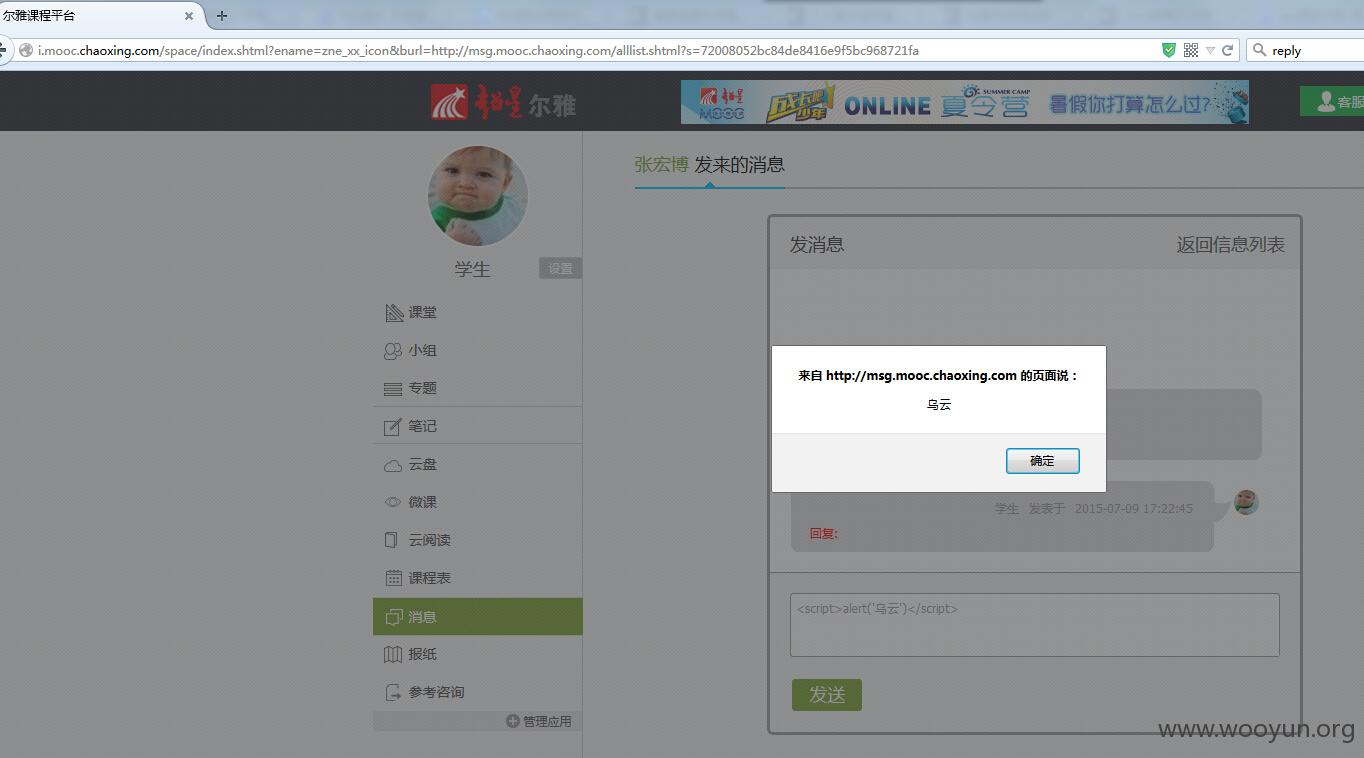 尔雅课程平台
i.mooc.chaoxing.com/space/index.shtml?ename=zne_xx_icon&burl=http://msg.mooc.chaoxing.com/alllist.shtml?s=72008052bc84de8416e9f5bc968721fa
reply
超星尔雅
超星 MOOC 成长吧少年 ONLINE 夏令营 SUMMER CAMP 暑假你打算怎么过?
客服
张宏博 发来的消息
学生 设置
发消息 返回信息列表
课堂
小组
专题
笔记
云盘
微课
云阅读
课程表
消息
报纸
参考咨询
管理应用
来自 http://msg.mooc.chaoxing.com 的页面说：
乌云
确定
学生 发表于 2015-07-09 17:22:45
回复:
<script>alert('乌云')</script>
发送
www.wooyun.org